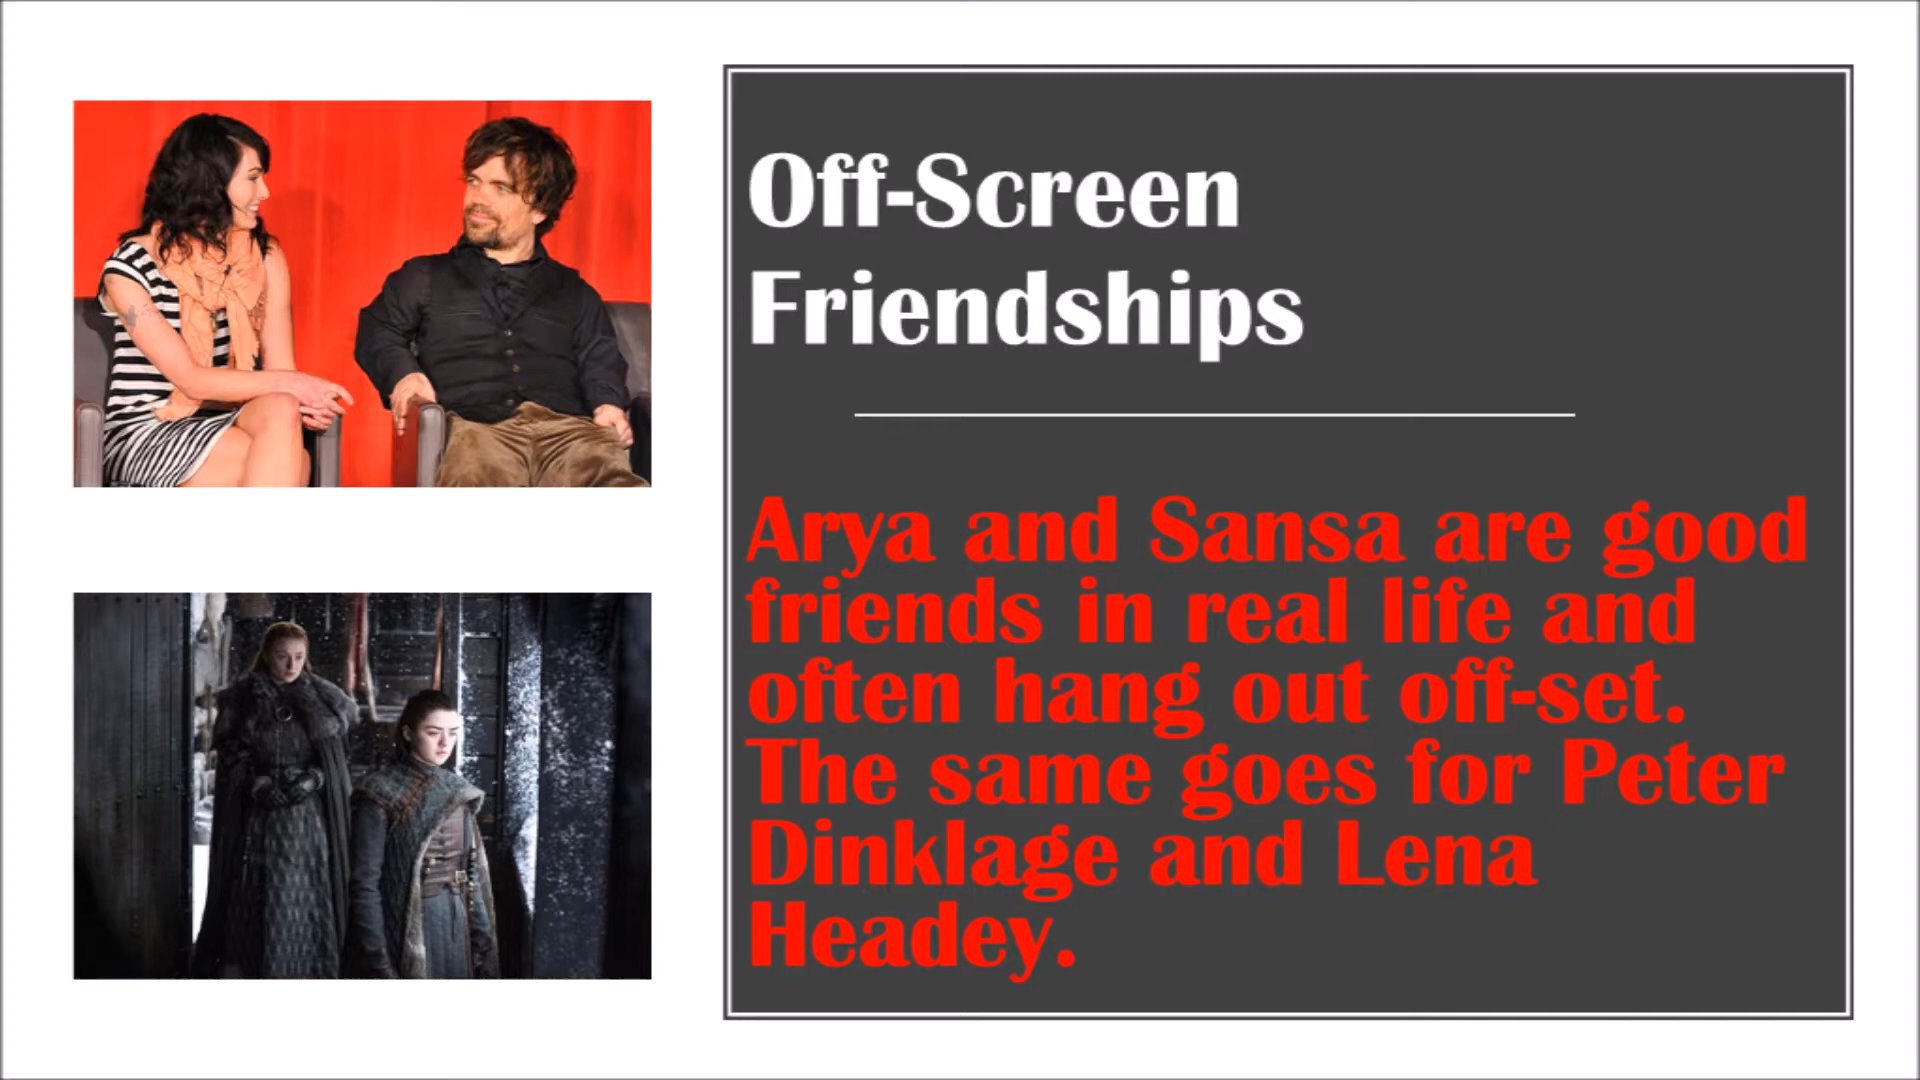 Off-Screen
Friendships
Arya and Sansa are good
friends in real life and
often hang out off-set.
The same goes for Peter
Dinklage and Lena
Headey.